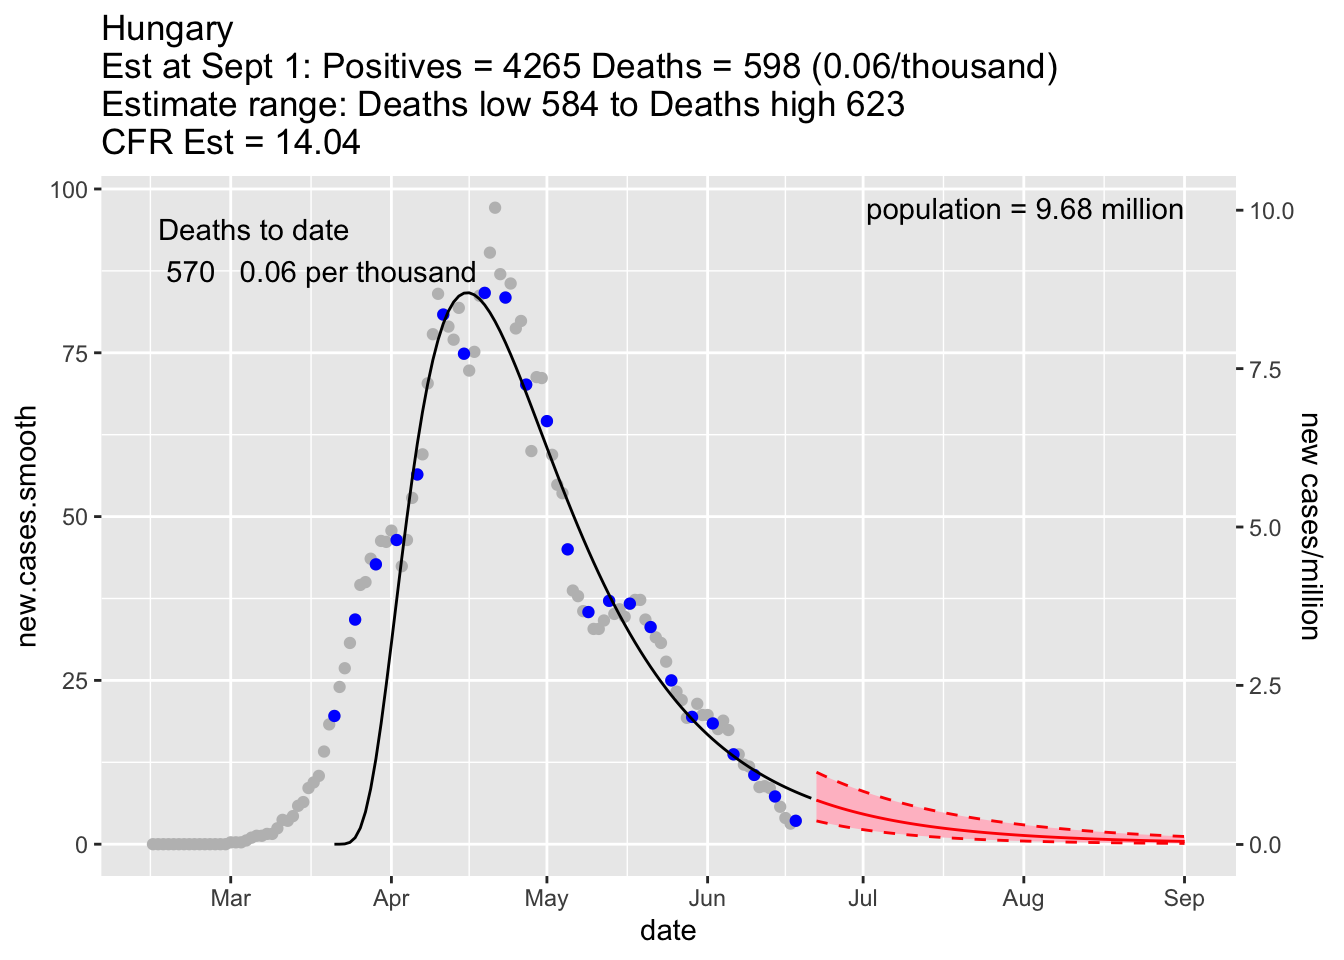 Hungary
Est at Sept 1: Positives = 4265 Deaths = 598 (0.06/thousand)
Estimate range: Deaths low 584 to Deaths high 623
CFR Est = 14.04
Deaths to date
570 0.06 per thousand
population = 9.68 million
100
75
50
25
0
new.cases.smooth
10.0
7.5
5.0
2.5
0.0
new cases/million
Mar Apr May Jun Jul Aug Sep
date